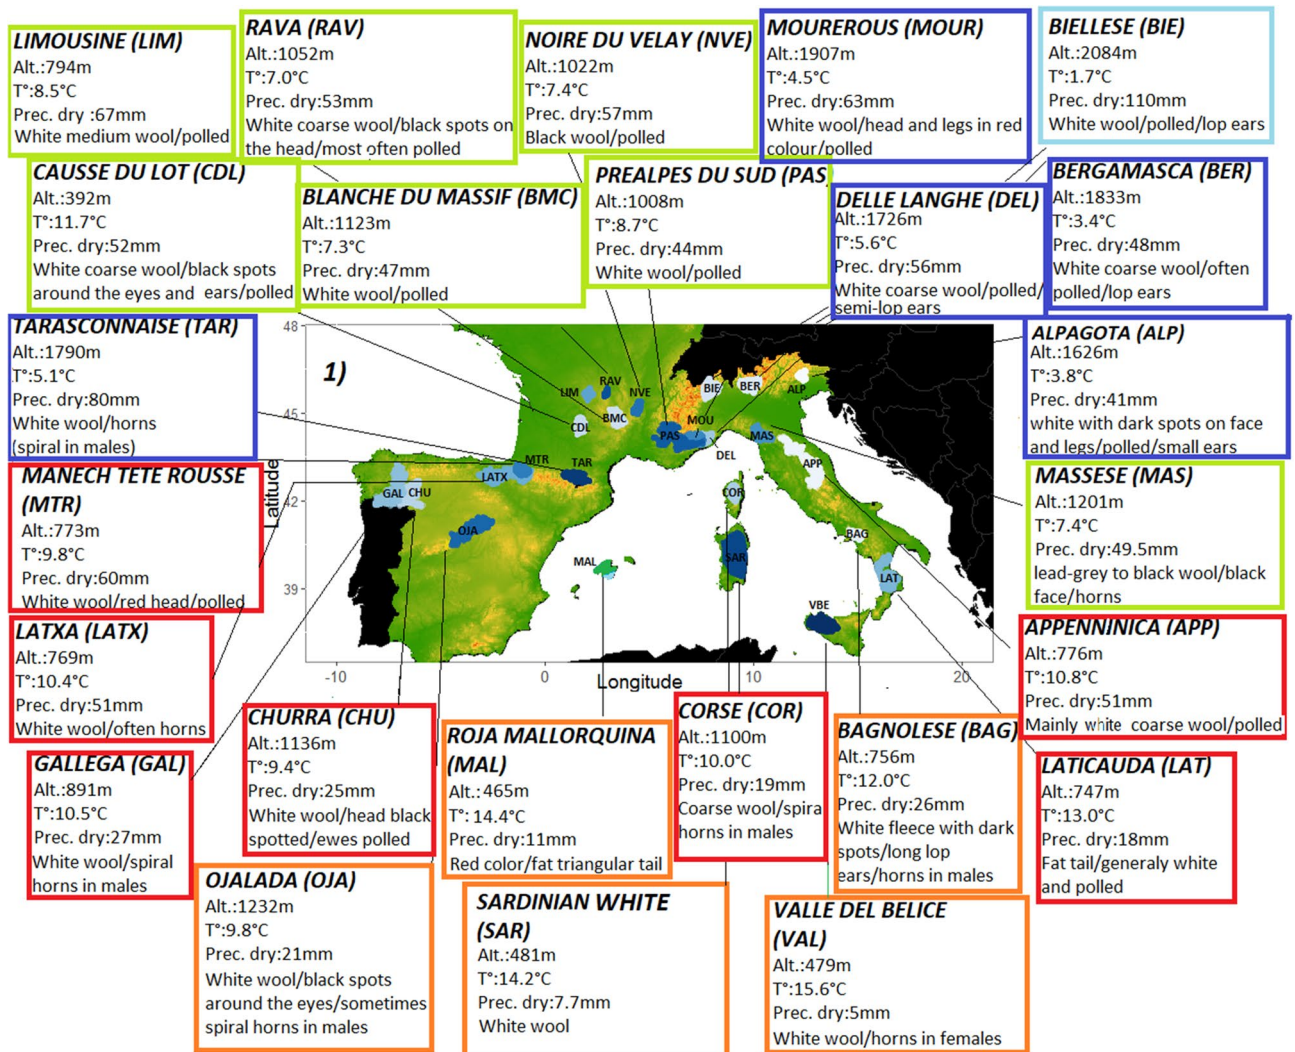 LIMOUSINE (LIM)
Alt.:794m
T°:8.5°C
Prec. dry :67mm
White medium wool/polled
RAVA (RAV)
Alt.:1052m
T°:7.0°C
Prec. dry:53mm
White coarse wool/black spots on
the head/most often polled
NOIRE DU VELAY (NVE)
Alt.:1022m
T°:7.4°C
Prec. dry:57mm
Black wool/polled
MOUREROUS (MOUR)
Alt.:1907m
T°:4.5°C
Prec. dry:63mm
White wool/head and legs in red
colour/polled
BIELLESE (BIE)
Alt.:2084m
T°:1.7°C
Prec. dry:110mm
White wool/polled/lop ears
CAUSSE DU LOT (CDL)
Alt.:392m
T°:11.7°C
Prec. dry:52mm
White coarse wool/black spots
around the eyes and ears/polled
BLANCHE DU MASSIF (BMC)
Alt.:1123m
T°:7.3°C
Prec. dry:47mm
White wool/polled
PREALPES DU SUD (PAS
Alt.:1008m
T°:8.7°C
Prec. dry:44mm
White wool/polled
DELLE LANGHE (DEL)
Alt.:1726m
T°:5.6°C
Prec. dry:56mm
White coarse wool/polled/
semi-lop ears
BERGAMASCA (BER)
Alt.:1833m
T°:3.4°C
Prec. dry:48mm
White coarse wool/often
polled/lop ears
TARASCONNAISE (TAR)
Alt.:1790m
T°:5.1°C
Prec. dry:80mm
White wool/horns
(spiral in males)
ALPAGOTA (ALP)
Alt.:1626m
T°:3.8°C
Prec. dry:41mm
white with dark spots on face
and legs/polled/small ears
MANECH TETE ROUSSE
(MTR)
Alt.:773m
T°:9.8°C
Prec. dry:60mm
White wool/red head/polled
MASSESE (MAS)
Alt.:1201m
T°:7.4°C
Prec. dry:49.5mm
lead-grey to black wool/black
face/horns
LATXA (LATX)
Alt.:769m
T°:10.4°C
Prec. dry:51mm
White wool/often horns
APPENNINICA (APP)
Alt.:776m
T°:10.8°C
Prec. dry:51mm
Mainly white coarse wool/polled
1)
48
45
42
39
Latitude
-10
0
10
20
Longitude
LIM
RAV
NVE
BIE
BER
ALP
CDL
BMC
PAS
MOU
MAS
DEL
MTR
TAR
LATX
GAL
CHU
OJA
APP
COR
SAR
BAG
LAT
MAL
VBE
GALLEGA (GAL)
Alt.:891m
T°:10.5°C
Prec. dry:27mm
White wool/spiral
horns in males
CHURRA (CHU)
Alt.:1136m
T°:9.4°C
Prec. dry:25mm
White wool/head black
spotted/ewes polled
ROJA MALLORQUINA
(MAL)
Alt.:465m
T°: 14.4°C
Prec. dry:11mm
Red color/fat triangular tail
CORSE (COR)
Alt.:1100m
T°:10.0°C
Prec. dry:19mm
Coarse wool/spira
horns in males
BAGNOLESE (BAG)
Alt.:756m
T°:12.0°C
Prec. dry:26mm
White fleece with dark
spots/long lop
ears/horns in males
LATICAUDA (LAT)
Alt.:747m
T°:13.0°C
Prec. dry:18mm
Fat tail/generaly white
and polled
OJALADA (OJA)
Alt.:1232m
T°:9.8°C
Prec. dry:21mm
White wool/black spots
around the eyes/sometimes
spiral horns in males
SARDINIAN WHITE
(SAR)
Alt.:481m
T°:14.2°C
Prec. dry:7.7mm
White wool
VALLE DEL BELICE
(VAL)
Alt.:479m
T°:15.6°C
Prec. dry:5mm
White wool/horns in females